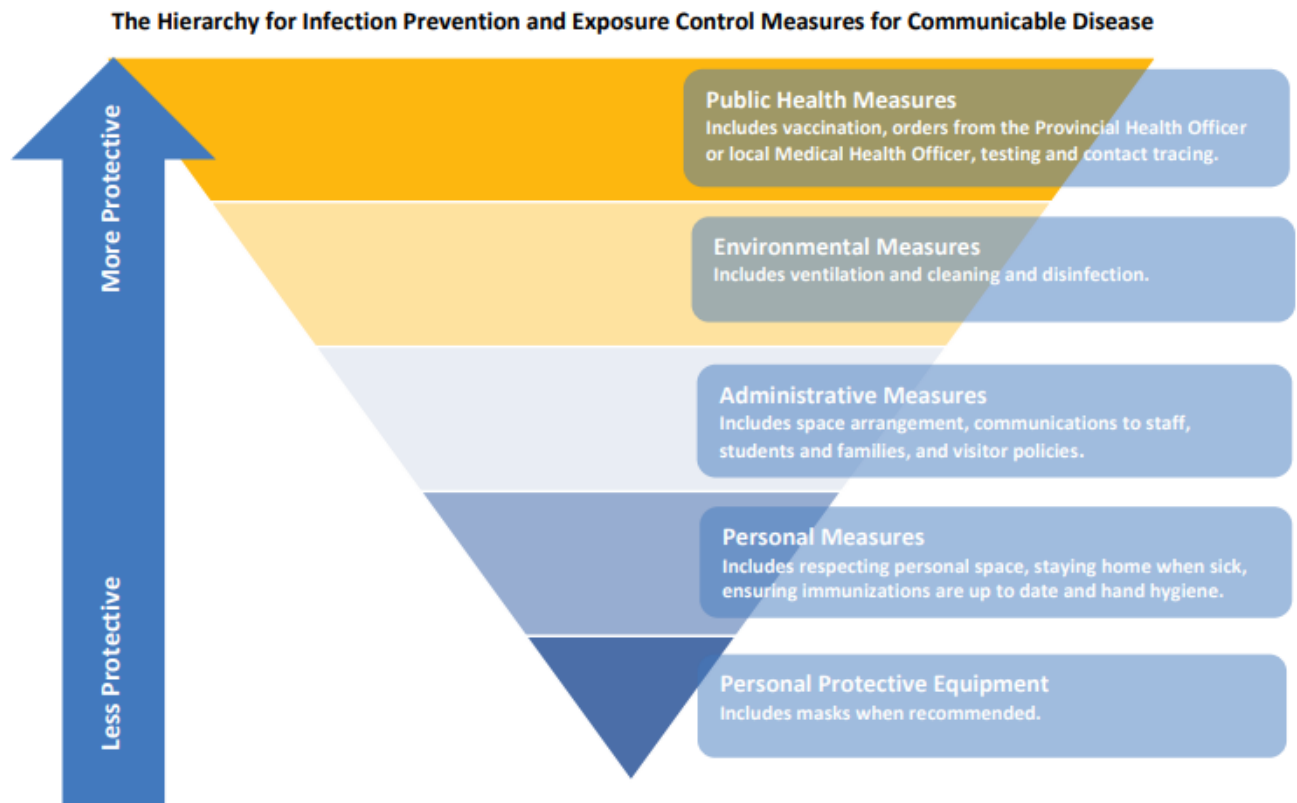 The Hierarchy for Infection Prevention and Exposure Control Measures for Communicable Disease
More Protective
Less Protective
Public Health Measures
Includes vaccination, orders from the Provincial Health Officer
or local Medical Health Officer, testing and contact tracing.
Environmental Measures
Includes ventilation and cleaning and disinfection.
Administrative Measures
Includes space arrangement, communications to staff,
students and families, and visitor policies.
Personal Measures
Includes respecting personal space, staying home when sick,
ensuring immunizations are up to date and hand hygiene.
Personal Protective Equipment
Includes masks when recommended.